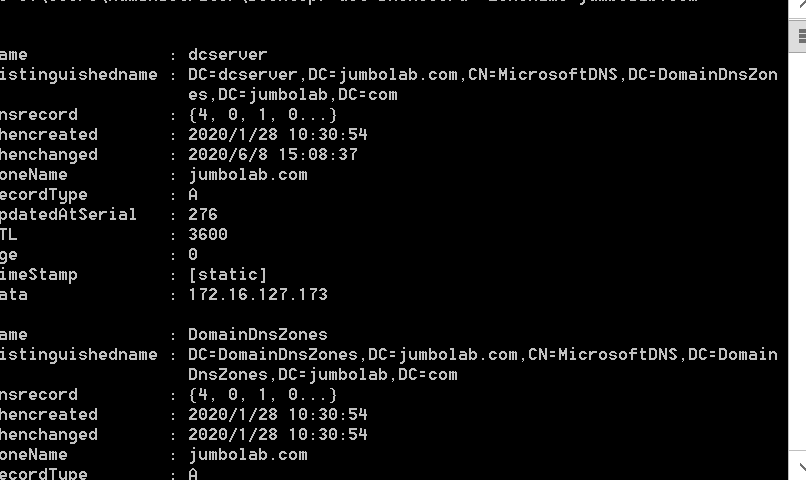 ame : dcserver
istinguishedname : DC=dcserver,DC=jumbolab.com,CN=MicrosoftDNS,DC=DomainDnsZon
es,DC=jumbolab,DC=com
nsrecord : {4, 0, 1, 0...}
hencreated : 2020/1/28 10:30:54
henchanged : 2020/6/8 15:08:37
oneName : jumbolab.com
ecordType : A
pdatedAtSerial : 276
TL : 3600
ge : 0
imeStamp : [static]
ata : 172.16.127.173
ame : DomainDnsZones
istinguishedname : DC=DomainDnsZones,DC=jumbolab.com,CN=MicrosoftDNS,DC=Domain
DnsZones,DC=jumbolab,DC=com
nsrecord : {4, 0, 1, 0...}
hencreated : 2020/1/28 10:30:54
henchanged : 2020/1/28 10:30:54
oneName : jumbolab.com
ecordType : A